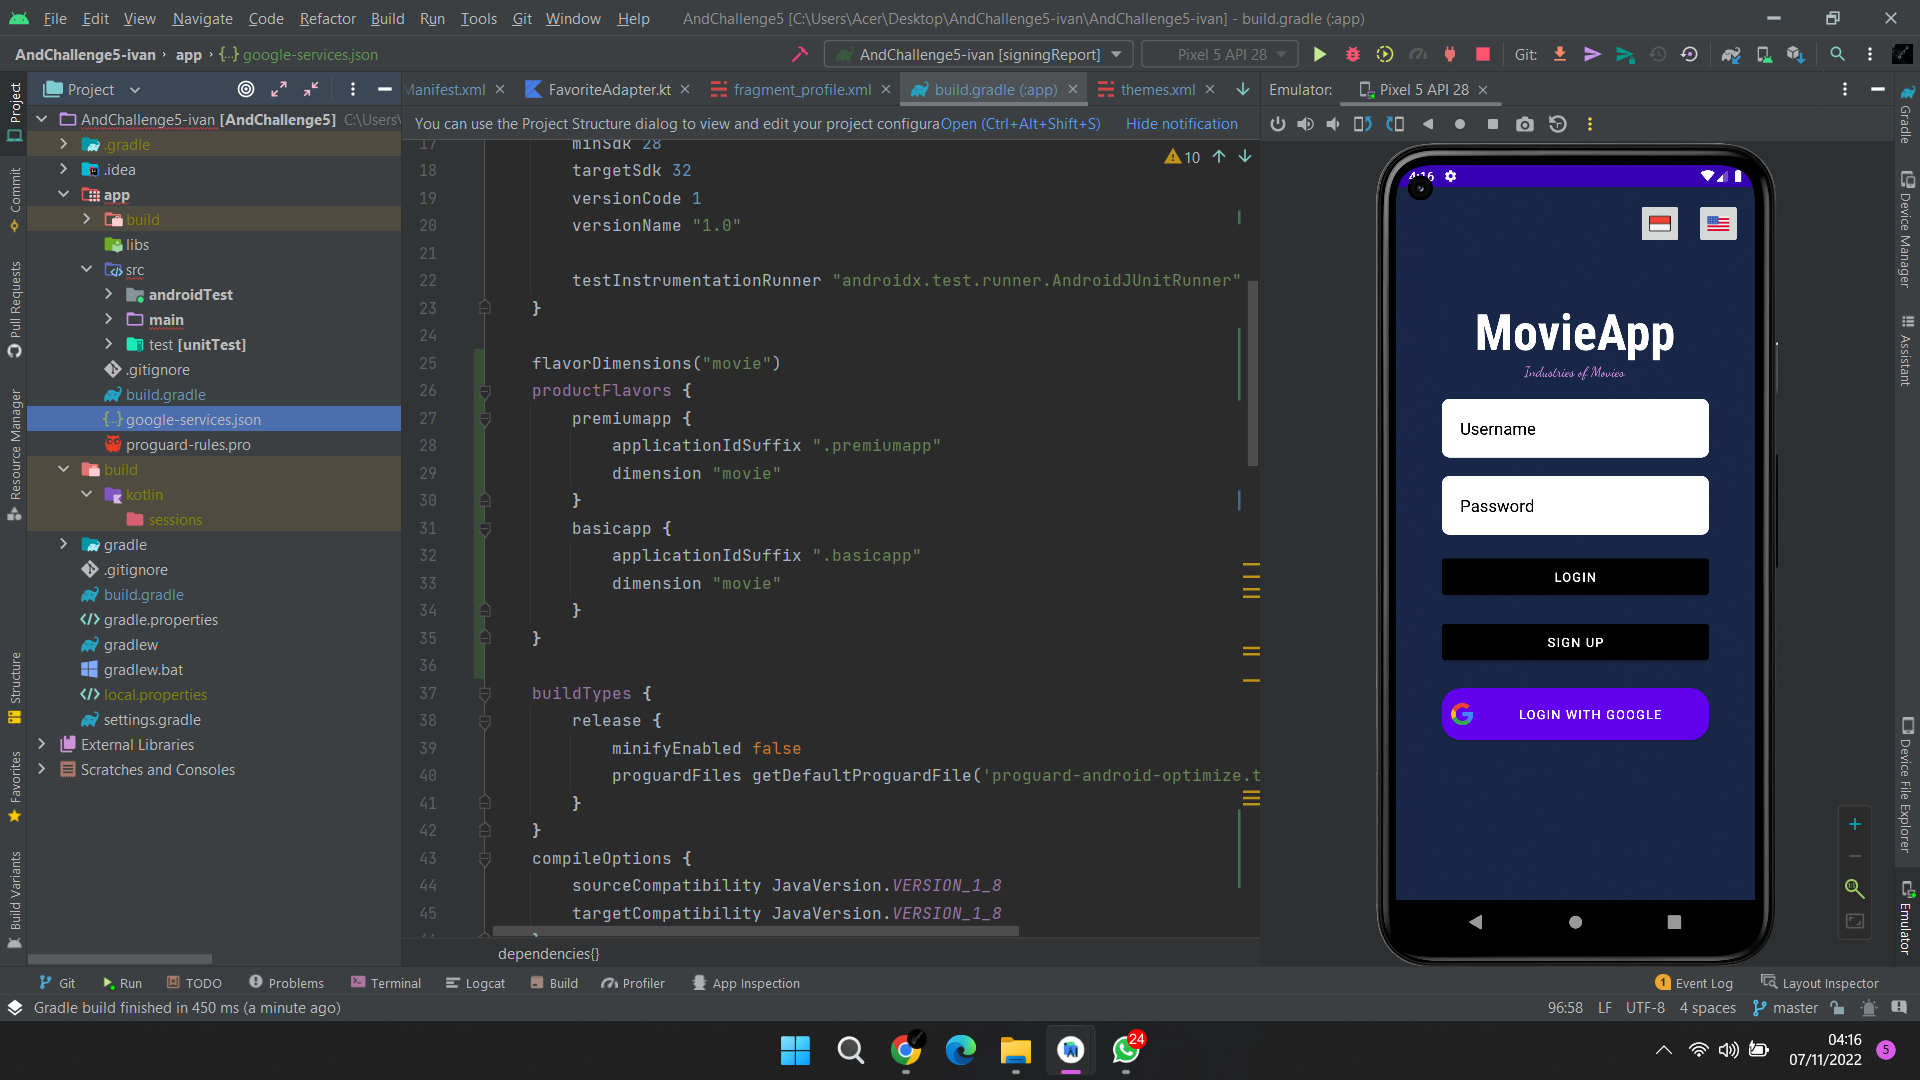 File Edit View Navigate Code Refactor Build Run Tools Git Window Help AndChallenge5 [C:\Users\Acer\Desktop\AndChallenge5-ivan\AndChallenge5-ivan] - build.gradle (:app)
AndChallenge5-ivan app google-services.json AndChallenge5-ivan [signingReport] Pixel 5 API 28 Git:
Project Manifest.xml FavoriteAdapter.kt fragment_profile.xml build.gradle (:app) themes.xml Emulator: Pixel 5 API 28
You can use the Project Structure dialog to view and edit your project configura Open (Ctrl+Alt+Shift+S) Hide notification
Project
Commit
Pull Requests
Resource Manager
Structure
Favorites
Build Variants
AndChallenge5-ivan [AndChallenge5] C:\Users\
.gradle
.idea
app
build
libs
src
androidTest
main
test [unitTest]
.gitignore
build.gradle
google-services.json
proguard-rules.pro
build
kotlin
sessions
gradle
.gitignore
build.gradle
gradle.properties
gradlew
gradlew.bat
local.properties
settings.gradle
External Libraries
Scratches and Consoles
10
17 minSdk 28
18 targetSdk 32
19 versionCode 1
20 versionName "1.0"
21
22 testInstrumentationRunner "androidx.test.runner.AndroidJUnitRunner"
23 }
24
25 flavorDimensions("movie")
26 productFlavors {
27 premiumapp {
28 applicationIdSuffix ".premiumapp"
29 dimension "movie"
30 }
31 basicapp {
32 applicationIdSuffix ".basicapp"
33 dimension "movie"
34 }
35 }
36
37 buildTypes {
38 release {
39 minifyEnabled false
40 proguardFiles getDefaultProguardFile('proguard-android-optimize.t
41 }
42 }
43 compileOptions {
44 sourceCompatibility JavaVersion.VERSION_1_8
45 targetCompatibility JavaVersion.VERSION_1_8
dependencies{}
4:16
MovieApp
Industries of Movies
Username
Password
LOGIN
SIGN UP
LOGIN WITH GOOGLE
1:1
Gradle
Device Manager
Assistant
Device File Explorer
Emulator
Git Run TODO Problems Terminal Logcat Build Profiler App Inspection 1 Event Log Layout Inspector
Gradle build finished in 450 ms (a minute ago) 96:58 LF UTF-8 4 spaces master
24
04:16
07/11/2022
5